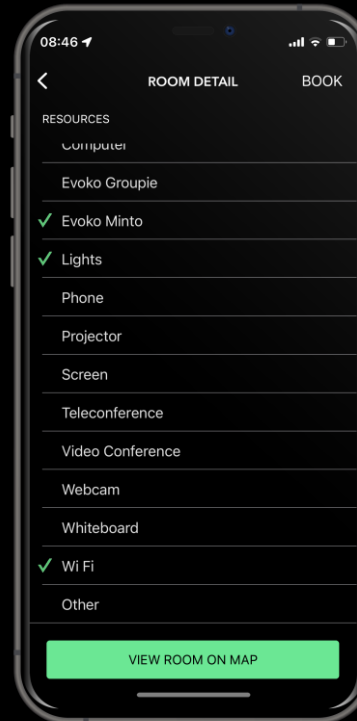 08:46
ROOM DETAIL
BOOK
RESOURCES
Computer
Evoko Groupie
Evoko Minto
Lights
Phone
Projector
Screen
Teleconference
Video Conference
Webcam
Whiteboard
Wi Fi
Other
VIEW ROOM ON MAP